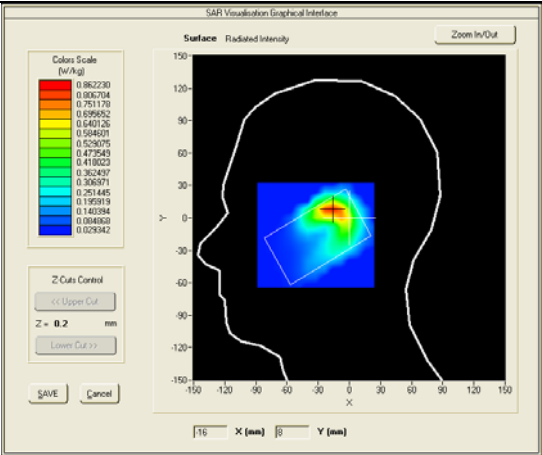 SAR Visualisation Graphical Interface
Surface Radiated Intensity
Zoom In/Out
Colors Scale
(W/kg)
0.862230
0.806704
0.751178
0.695652
0.640126
0.584601
0.529075
0.473549
0.418023
0.362497
0.306971
0.251445
0.195919
0.140394
0.084868
0.029342
Z-Cuts Control
<< Upper Cut
Z = 0.2 mm
Lower Cut >>
SAVE Cancel
150
120
90
60
30
0
-30
-60
-90
-120
-150
Y
-150 -120 -90 -60 -30 0 30 60 90 120 150
X
-16 X (mm) 8 Y (mm)